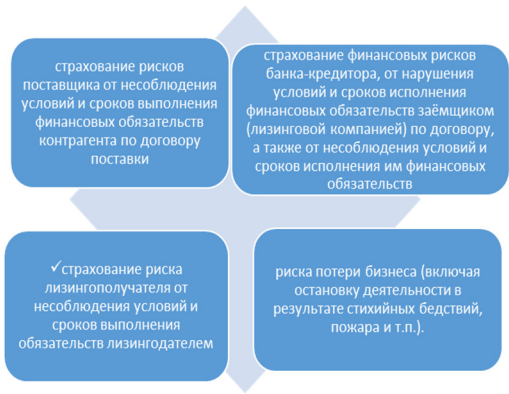 страхование рисков
поставщика от несоблюдения
условий и сроков выполнения
финансовых обязательств
контрагента по договору
поставки
страхование финансовых рисков
банка-кредитора, от нарушения
условий и сроков исполнения
финансовых обязательств заёмщиком
(лизинговой компанией) по договору,
а также от несоблюдения условий и
сроков исполнения им финансовых
обязательств
✓страхование риска
лизингополучателя от
несоблюдения условий и
сроков выполнения
обязательств лизингодателем
риска потери бизнеса (включая
остановку деятельности в
результате стихийных бедствий,
пожара и т.п.).